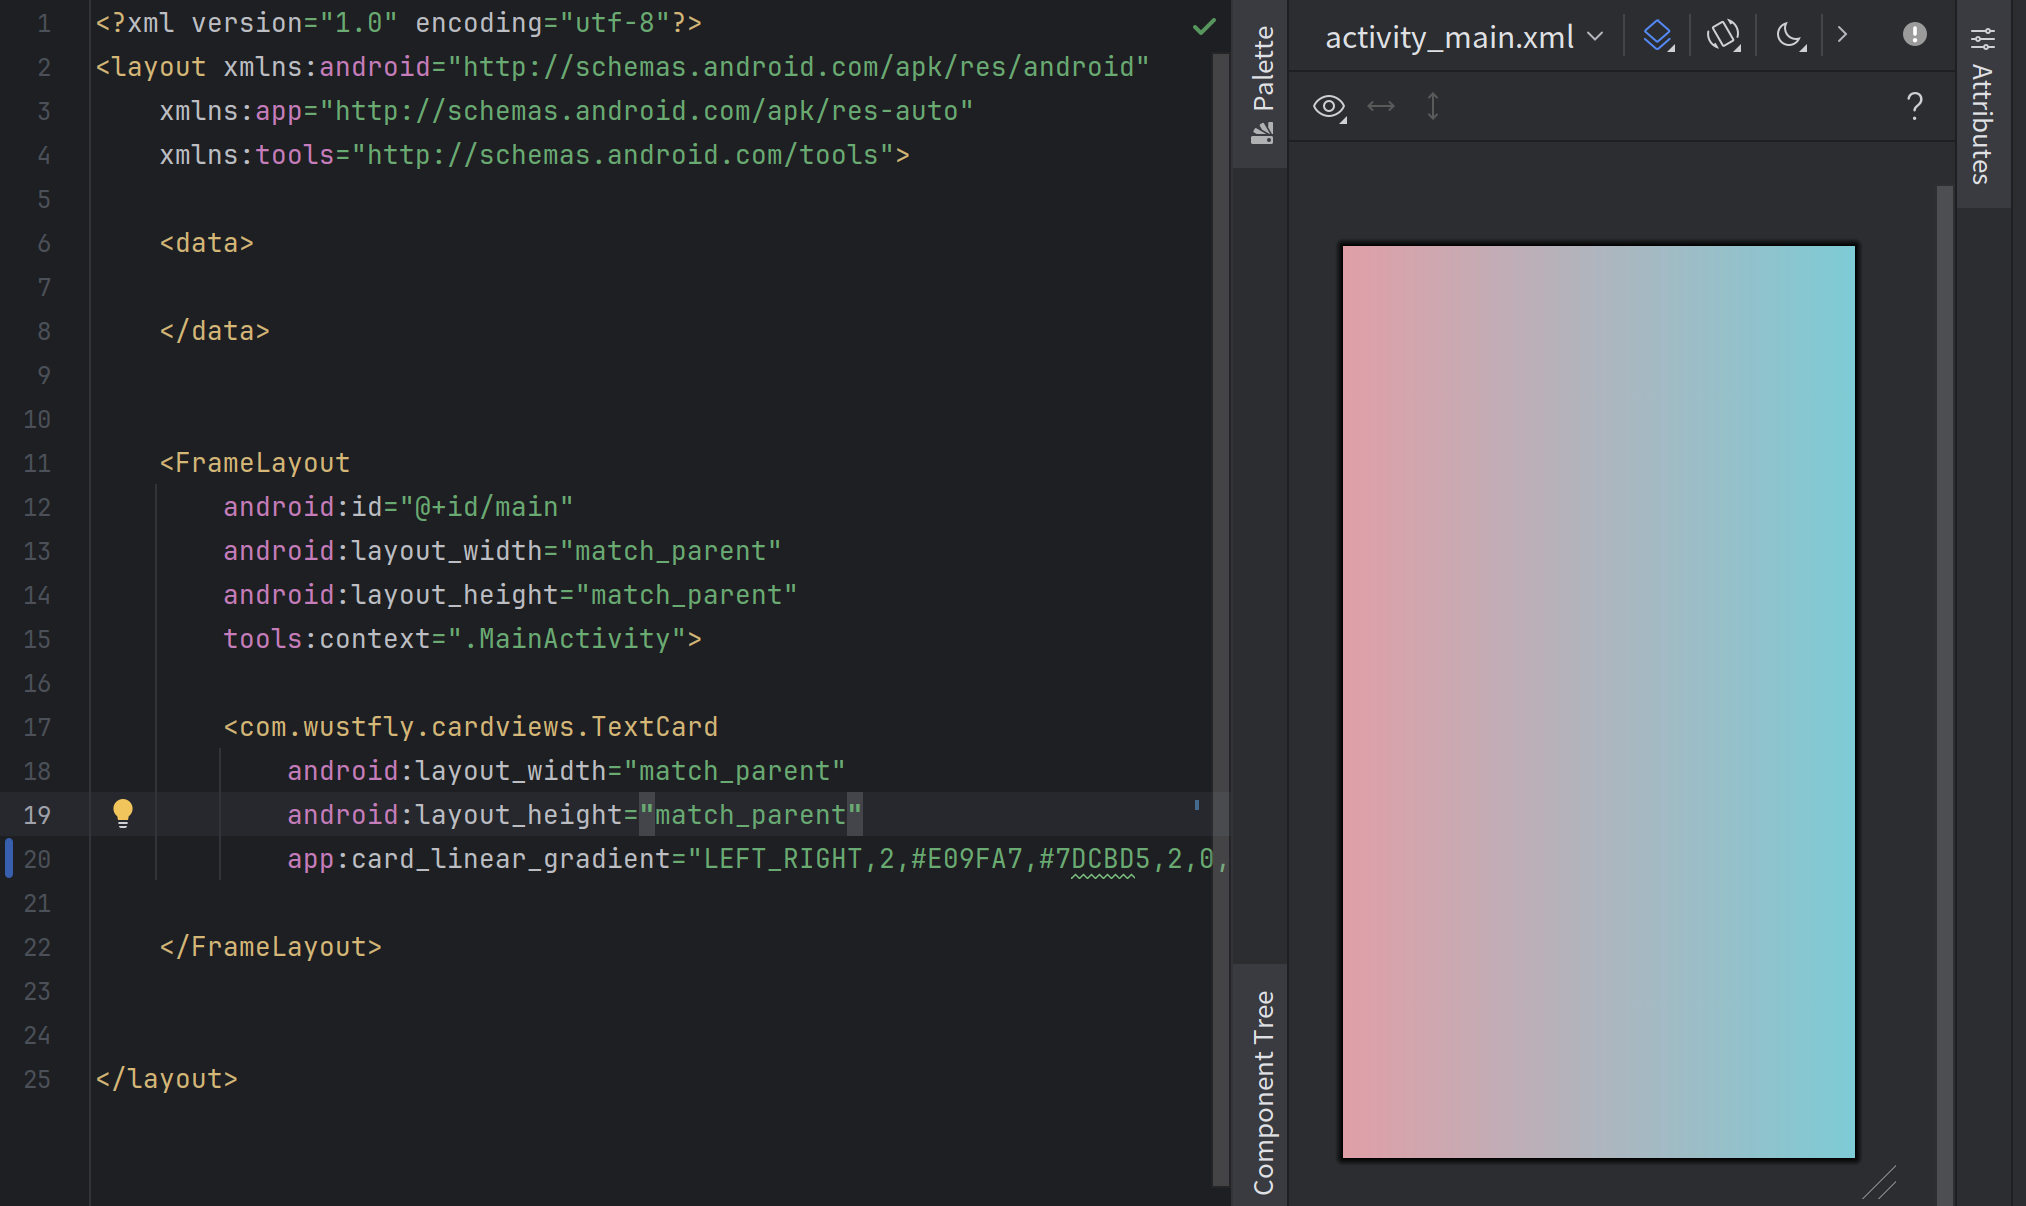 1 <?xml version="1.0" encoding="utf-8"?>
2 <layout xmlns:android="http://schemas.android.com/apk/res/android"
3 xmlns:app="http://schemas.android.com/apk/res-auto"
4 xmlns:tools="http://schemas.android.com/tools">
5
6 <data>
7
8 </data>
9
10
11 <FrameLayout
12 android:id="@+id/main"
13 android:layout_width="match_parent"
14 android:layout_height="match_parent"
15 tools:context=".MainActivity">
16
17 <com.wustfly.cardviews.TextCard
18 android:layout_width="match_parent"
19 android:layout_height="match_parent"
20 app:card_linear_gradient="LEFT_RIGHT,2,#E09FA7,#7DCBD5,2,0,
21
22 </FrameLayout>
23
24
25 </layout>
Palette
Component Tree
activity_main.xml
?
Attributes